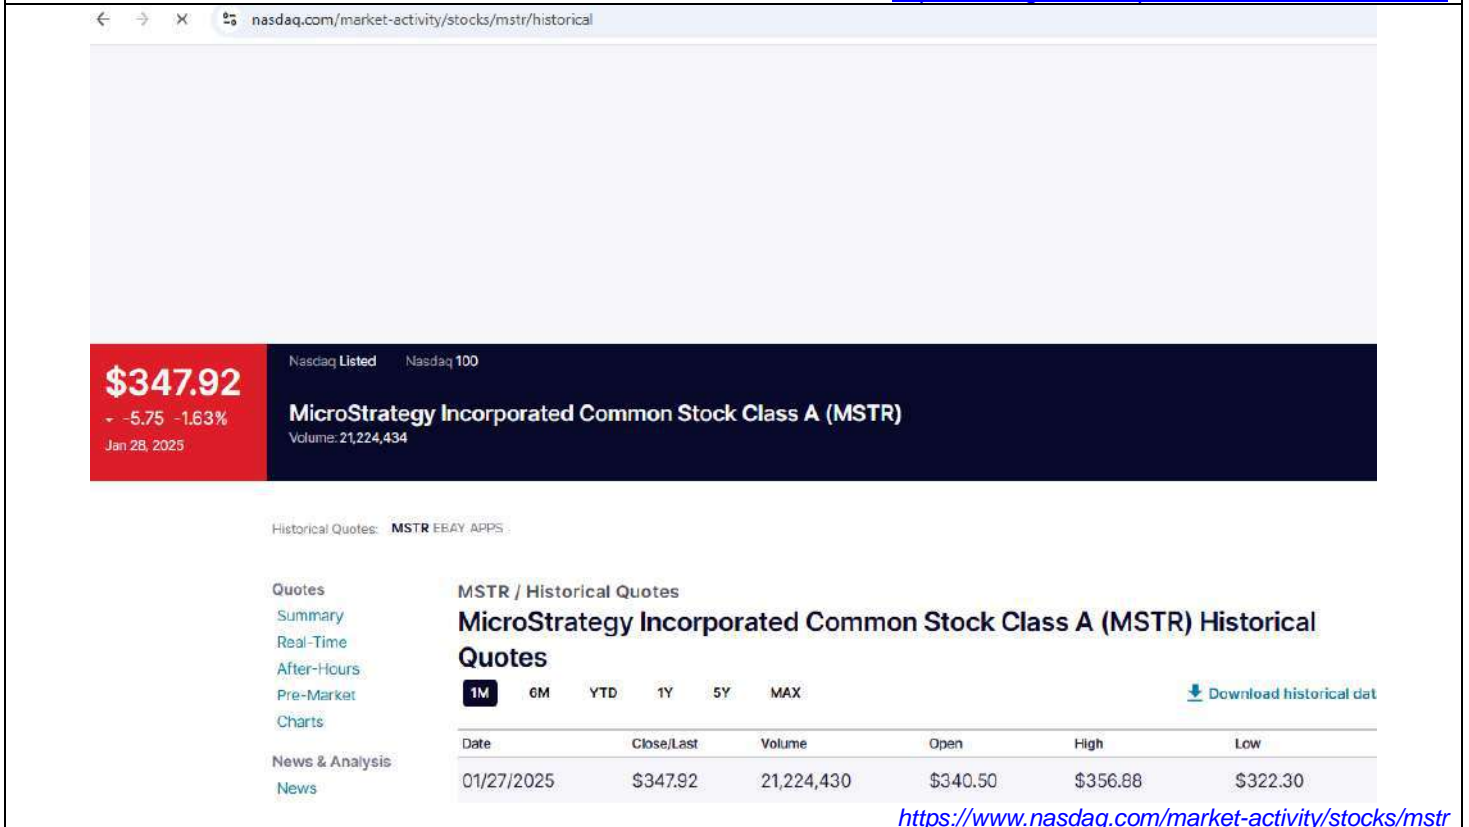 nasdaq.com/market-activity/stocks/mstr/historical
$347.92
-5.75 -1.63%
Jan 28, 2025
Nasdaq Listed Nasdaq 100
MicroStrategy Incorporated Common Stock Class A (MSTR)
Volume: 21,224,434
Historical Quotes: MSTR EBAY APPS
Quotes
Summary
Real-Time
After-Hours
Pre-Market
Charts
News & Analysis
News
MSTR / Historical Quotes
MicroStrategy Incorporated Common Stock Class A (MSTR) Historical
Quotes
1M 6M YTD 1Y 5Y MAX
Download historical dat
Date Close/Last Volume Open High Low
01/27/2025 $347.92 21,224,430 $340.50 $356.88 $322.30
https://www.nasdaq.com/market-activity/stocks/mstr